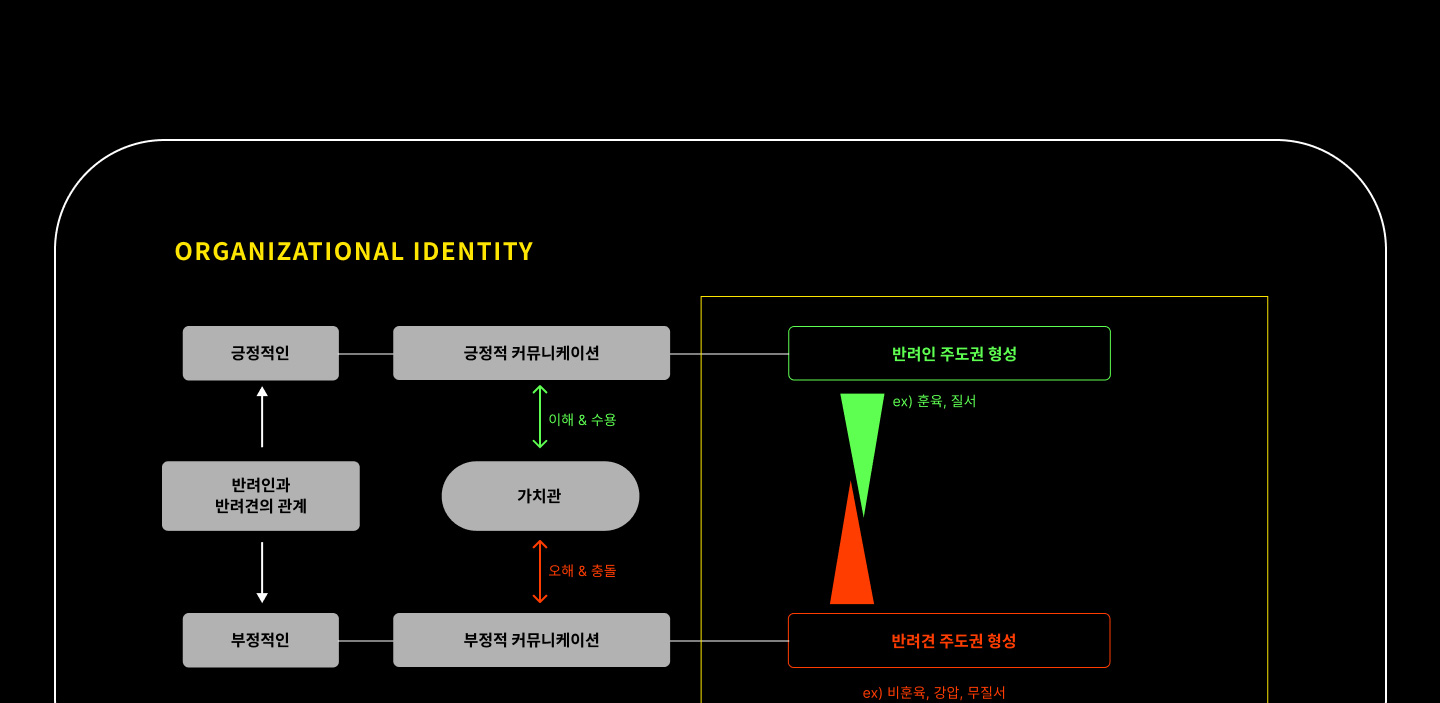 ORGANIZATIONAL IDENTITY
긍정적인
긍정적 커뮤니케이션
반려인 주도권 형성
ex) 훈육, 질서
이해 & 수용
반려인과
반려견의 관계
가치관
오해 & 충돌
부정적인
부정적 커뮤니케이션
반려견 주도권 형성
ex) 비훈육, 강압, 무질서